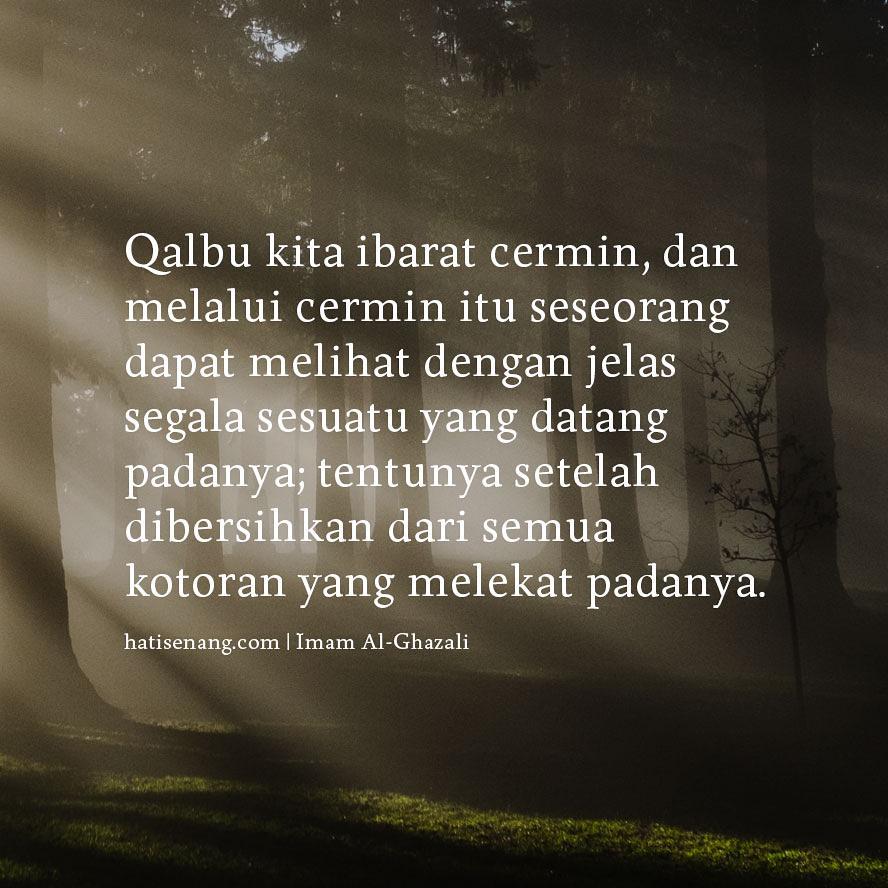 Qalbu kita ibarat cermin, dan
melalui cermin itu seseorang
dapat melihat dengan jelas
segala sesuatu yang datang
padanya; tentunya setelah
dibersihkan dari semua
kotoran yang melekat padanya.
hatisenang.com | Imam Al-Ghazali